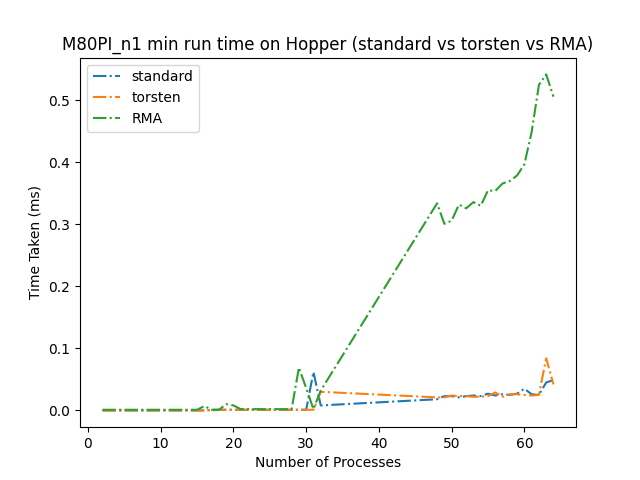 M80PI_n1 min run time on Hopper (standard vs torsten vs RMA)
standard
torsten
RMA
Time Taken (ms)
0.5
0.4
0.3
0.2
0.1
0.0
0 10 20 30 40 50 60
Number of Processes